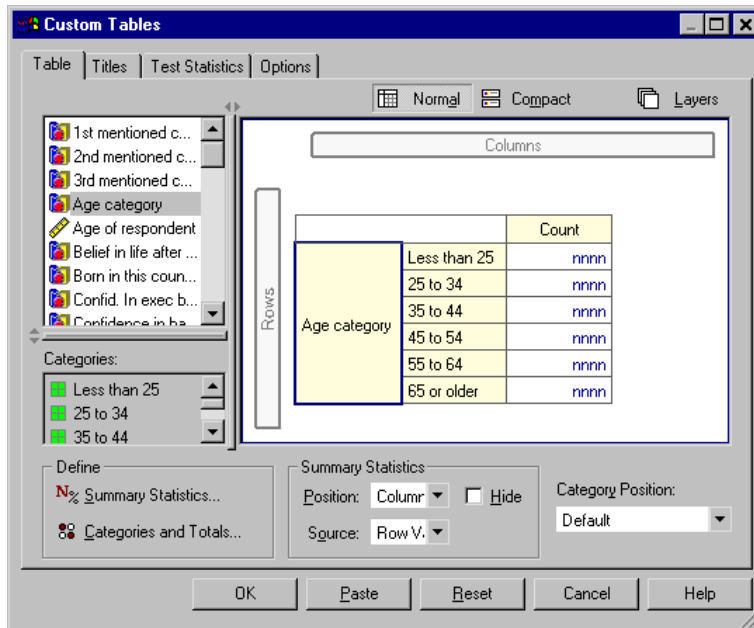 Custom Tables
Table Titles Test Statistics Options
Normal Compact Layers
1st mentioned c...
2nd mentioned c...
3rd mentioned c...
Age category
Age of respondent
Belief in life after ...
Born in this coun...
Confid. In exec b...
Confidence in ba
Categories:
Less than 25
25 to 34
35 to 44
Columns
Rows
Count
Age category
Less than 25 nnnn
25 to 34 nnnn
35 to 44 nnnn
45 to 54 nnnn
55 to 64 nnnn
65 or older nnnn
Define
N% Summary Statistics...
Categories and Totals...
Summary Statistics
Position: Column Hide
Source: Row V
Category Position:
Default
OK Paste Reset Cancel Help